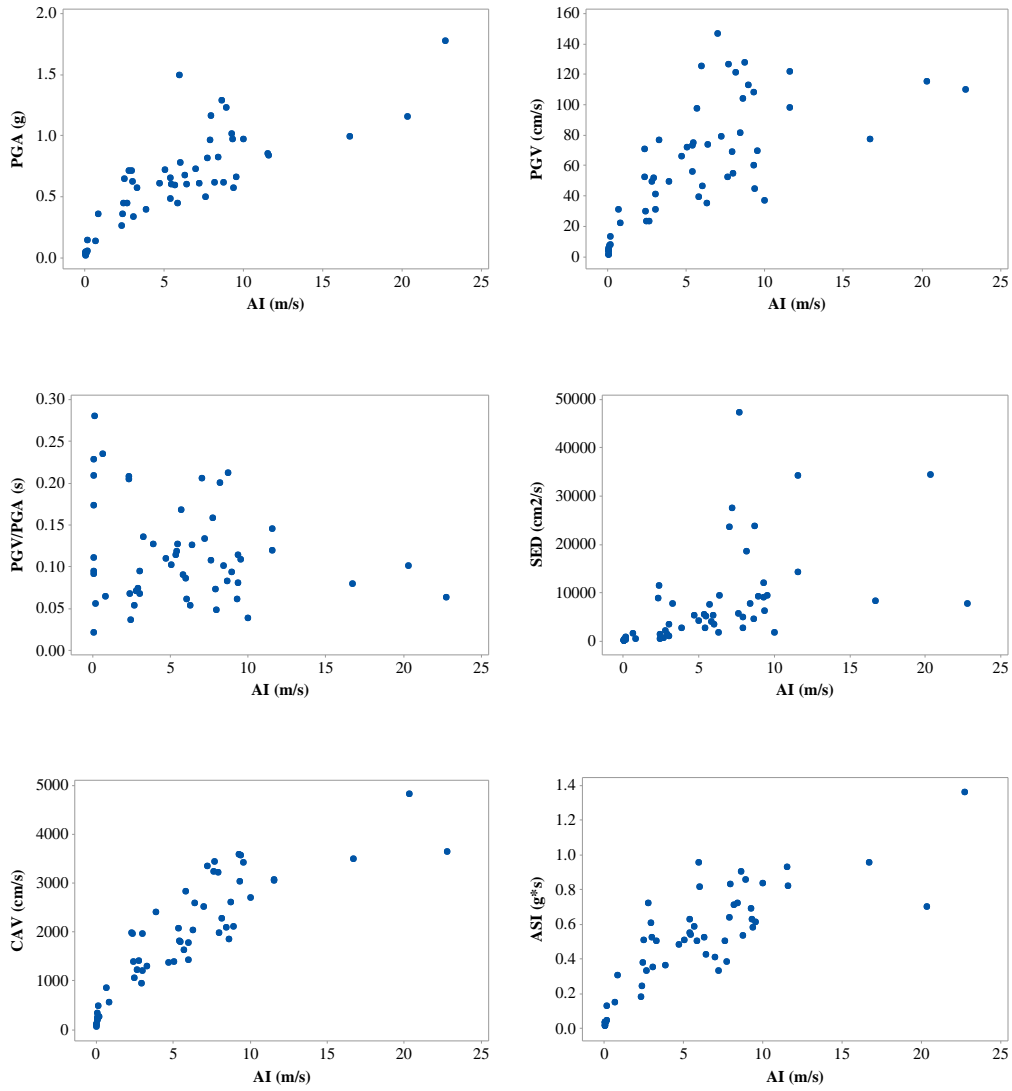 2.0
1.5
1.0
0.5
0.0
PGA (g)
0 5 10 15 20 25
AI (m/s)
160
140
120
100
80
60
40
20
0
PGV (cm/s)
0 5 10 15 20 25
AI (m/s)
0.30
0.25
0.20
0.15
0.10
0.05
0.00
PGV/PGA (s)
0 5 10 15 20 25
AI (m/s)
50000
40000
30000
20000
10000
0
SED (cm2/s)
0 5 10 15 20 25
AI (m/s)
5000
4000
3000
2000
1000
0
CAV (cm/s)
0 5 10 15 20 25
AI (m/s)
1.4
1.2
1.0
0.8
0.6
0.4
0.2
0.0
ASI (g*s)
0 5 10 15 20 25
AI (m/s)